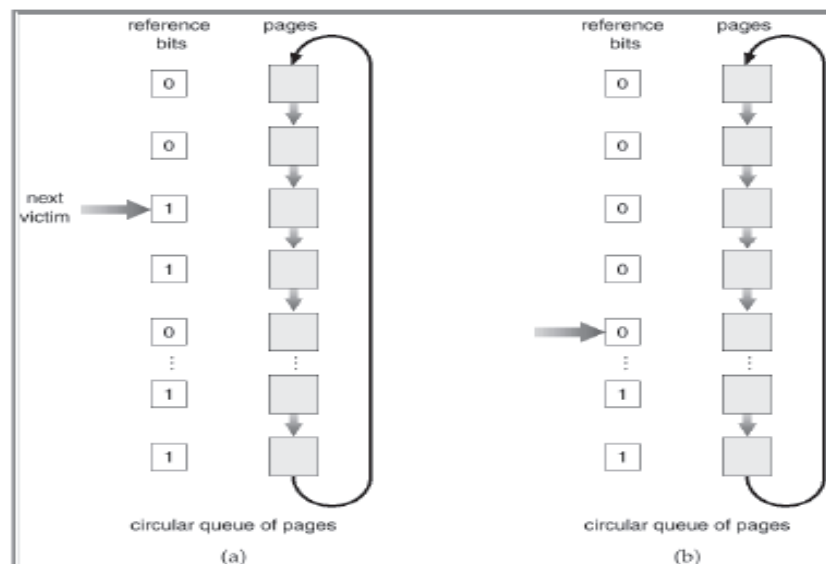 reference pages
bits
0
0
next
victim
1
1
0
⋮ ⋮
1
1
circular queue of pages
(a)
reference pages
bits
0
0
0
0
0
⋮ ⋮
1
1
circular queue of pages
(b)